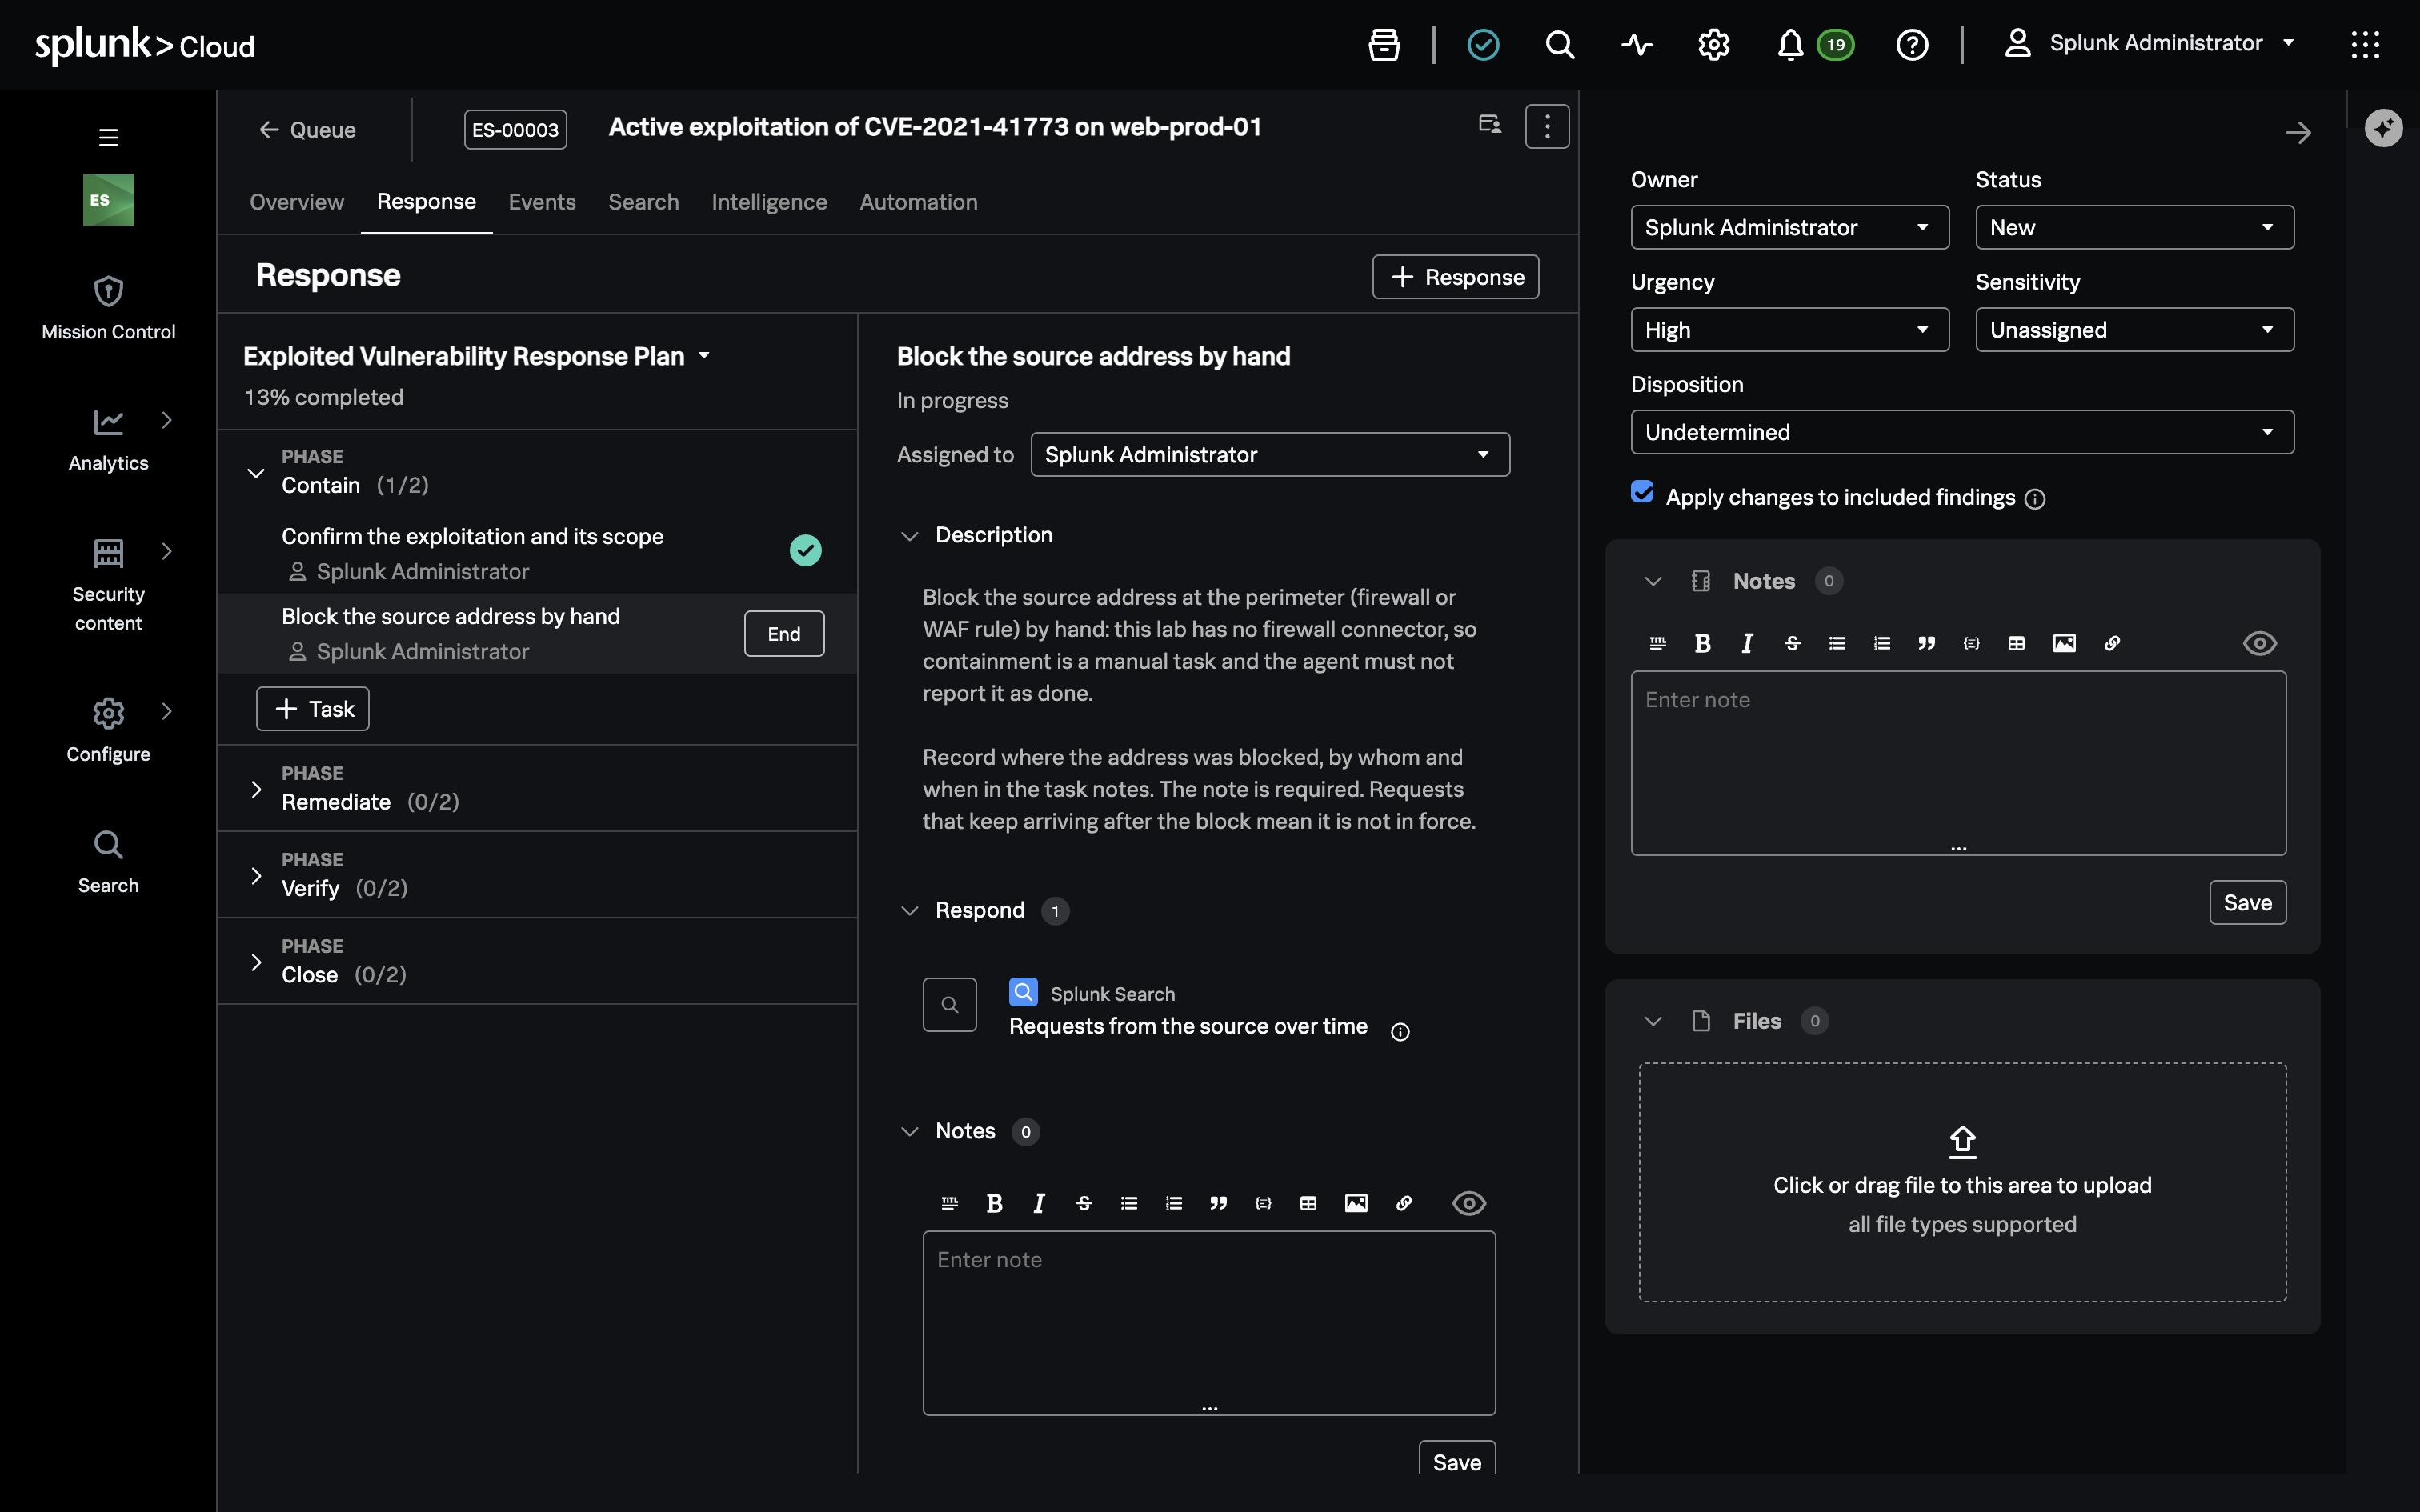 splunk>Cloud
19
Splunk Administrator
ES
Mission Control
Analytics
Security
content
Configure
Search
Queue
ES-00003
Active exploitation of CVE-2021-41773 on web-prod-01
Overview
Response
Events
Search
Intelligence
Automation
Response
Response
Exploited Vulnerability Response Plan
13% completed
PHASE
Contain (1/2)
Confirm the exploitation and its scope
Splunk Administrator
Block the source address by hand
Splunk Administrator
End
Task
PHASE
Remediate (0/2)
PHASE
Verify (0/2)
PHASE
Close (0/2)
Block the source address by hand
In progress
Assigned to
Splunk Administrator
Description
Block the source address at the perimeter (firewall or
WAF rule) by hand: this lab has no firewall connector, so
containment is a manual task and the agent must not
report it as done.
Record where the address was blocked, by whom and
when in the task notes. The note is required. Requests
that keep arriving after the block mean it is not in force.
Respond 1
Splunk Search
Requests from the source over time
Notes 0
Enter note
Save
Owner
Splunk Administrator
Status
New
Urgency
High
Sensitivity
Unassigned
Disposition
Undetermined
Apply changes to included findings
Notes 0
Enter note
Save
Files 0
Click or drag file to this area to upload
all file types supported